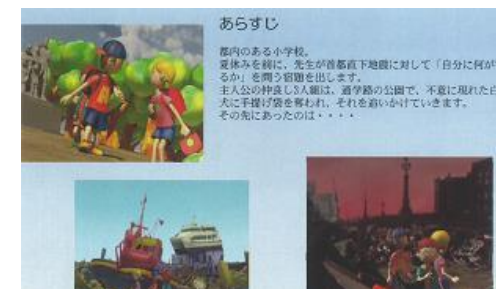 あらすじ
都内のある小学校。
夏休みを前に、先生が首都直下地震に対して「自分に何が
るか」を問う宿題を出します。
主人公の仲良し3人組は、通学路の公園で、不意に現れた白
犬に手提げ袋を奪われ、それを追いかけていきます。
その先にあったのは・・・・